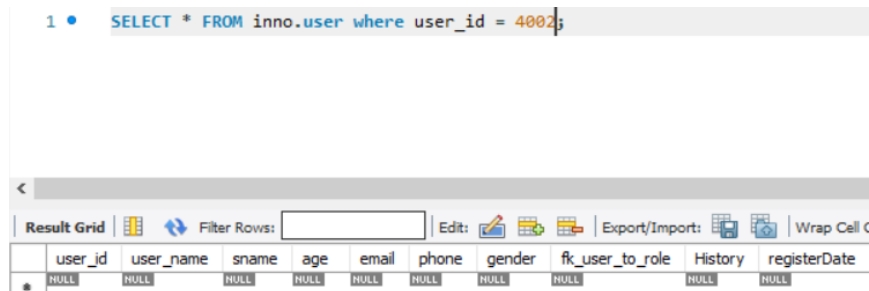 1 SELECT * FROM inno.user where user_id = 4002;
Result Grid Filter Rows: Edit: Export/Import: Wrap Cell C
user_id user_name sname age email phone gender fk_user_to_role History registerDate
NULL NULL NULL NULL NULL NULL NULL NULL NULL NULL